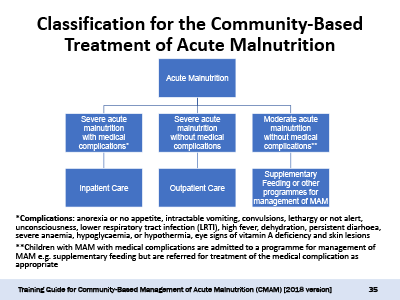 Classification for the Community-Based
Treatment of Acute Malnutrition
Acute Malnutrition
Severe acute
malnutrition
with medical
complications*
Severe acute
malnutrition
without medical
complications
Moderate acute
malnutrition
without medical
complications**
Inpatient Care
Outpatient Care
Supplementary
Feeding or other
programmes for
management of MAM
*Complications: anorexia or no appetite, intractable vomiting, convulsions, lethargy or not alert,
unconsciousness, lower respiratory tract infection (LRTI), high fever, dehydration, persistent diarhoea,
severe anaemia, hypoglycaemia, or hypothermia, eye signs of vitamin A deficiency and skin lesions
**Children with MAM with medical complications are admitted to a programme for management of
MAM e.g. supplementary feeding but are referred for treatment of the medical complication as
appropriate
Training Guide for Community-Based Management of Acute Malnutrition (CMAM) [2018 version]
35